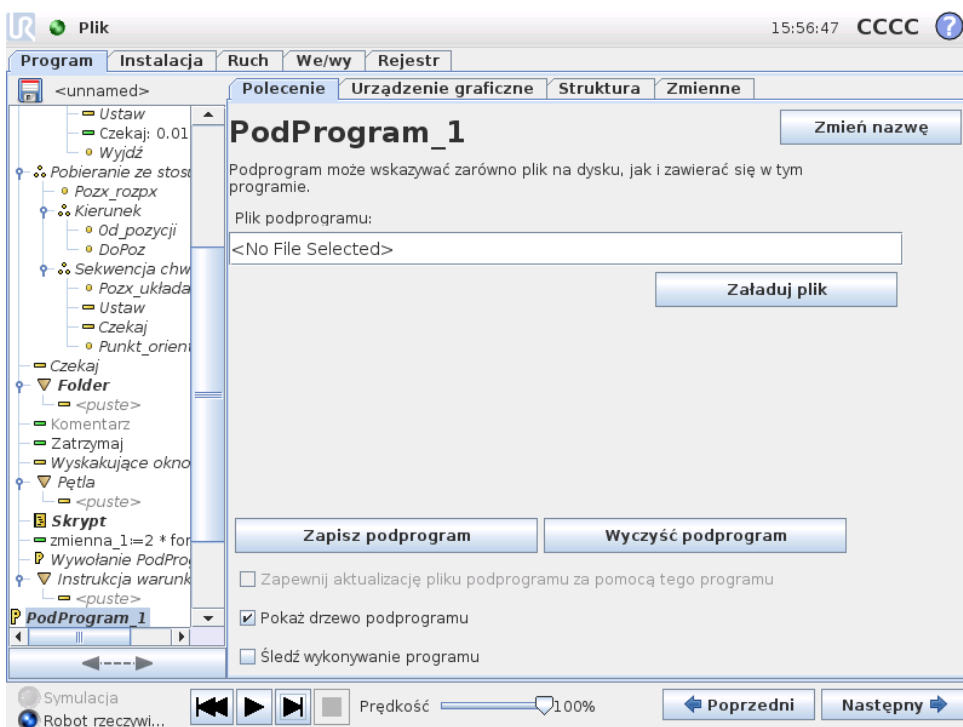 UR Plik 15:56:47 CCCC ?
Program Instalacja Ruch We/wy Rejestr
<unnamed>
Ustaw
Czekaj: 0.01
Wyjdź
Pobieranie ze stosu
Pozx_rozpx
Kierunek
Od_pozycji
DoPoz
Sekwencja chw
Pozx_układa
Ustaw
Czekaj
Punkt_orient
Czekaj
Folder
<puste>
Komentarz
Zatrzymaj
Wyskakujące okno
Pętla
<puste>
Skrypt
zmienna_1≔2 * for
P Wywołanie PodPro
Instrukcja warunk
<puste>
P PodProgram_1
Polecenie Urządzenie graficzne Struktura Zmienne
PodProgram_1
Zmień nazwę
Podprogram może wskazywać zarówno plik na dysku, jak i zawierać się w tym
programie.
Plik podprogramu:
<No File Selected>
Załaduj plik
Zapisz podprogram Wyczyść podprogram
Zapewnij aktualizację pliku podprogramu za pomocą tego programu
Pokaż drzewo podprogramu
Śledź wykonywanie programu
Symulacja
Robot rzeczywi...
Prędkość 100%
Poprzedni Następny